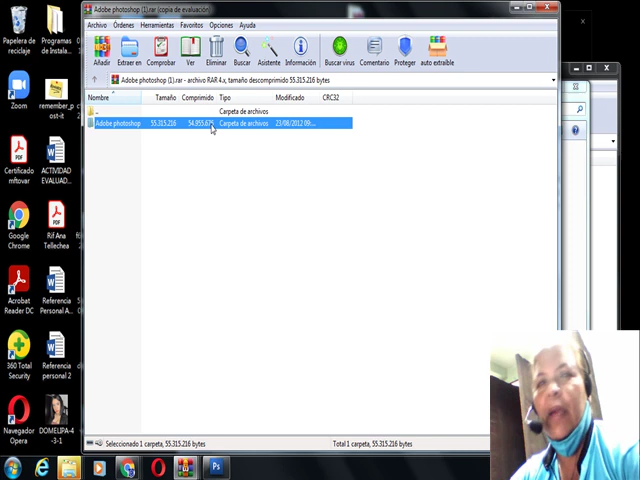 Adobe photoshop (1).rar (copia de evaluación)
Archivo Órdenes Herramientas Favoritos Opciones Ayuda
Añadir Extraer en Comprobar Ver Eliminar Buscar Asistente Información Buscar virus Comentario Proteger auto extraible
Adobe photoshop (1).rar - archivo RAR 4.x, tamaño descomprimido 55.315.216 bytes
Nombre Tamaño Comprimido Tipo Modificado CRC32
.. Carpeta de archivos
Adobe photoshop 55.315.216 54.955.675 Carpeta de archivos 23/08/2012 09:...
Seleccionado 1 carpeta, 55.315.216 bytes Total 1 carpeta, 55.315.216 bytes
Papelera de reciclaje
Programas de Instala...
Zoom
remember_post-it
Certificado mftovar
ACTIVIDAD EVALUAD...
Google Chrome
Rif Ana Tellechea
Acrobat Reader DC
Referencia Personal A...
360 Total Security
Referencia personal 2
Navegador Opera
DOMELIPA-4-3-1
Ps